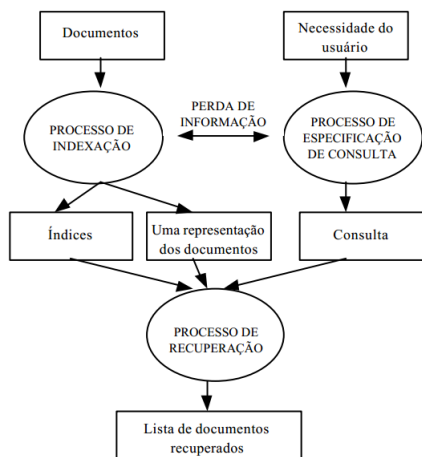 Documentos
Necessidade do
usuário
PERDA DE
INFORMAÇÃO
PROCESSO DE
INDEXAÇÃO
PROCESSO DE
ESPECIFICAÇÃO
DE CONSULTA
Índices
Uma representação
dos documentos
Consulta
PROCESSO DE
RECUPERAÇÃO
Lista de documentos
recuperados